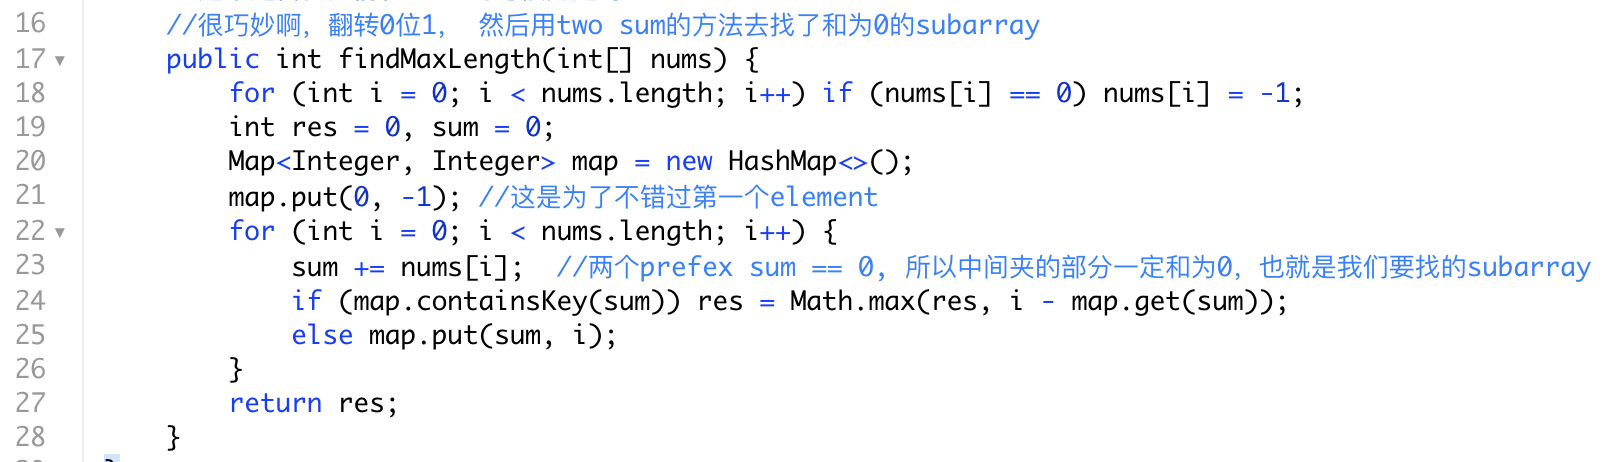 16 //很巧妙啊，翻转0位1， 然后用two sum的方法去找了和为0的subarray
17 ▼ public int findMaxLength(int[] nums) {
18 for (int i = 0; i < nums.length; i++) if (nums[i] == 0) nums[i] = -1;
19 int res = 0, sum = 0;
20 Map<Integer, Integer> map = new HashMap<>();
21 map.put(0, -1); //这是为了不错过第一个element
22 ▼ for (int i = 0; i < nums.length; i++) {
23 sum += nums[i];  //两个prefex sum == 0, 所以中间夹的部分一定和为0，也就是我们要找的subarray
24 if (map.containsKey(sum)) res = Math.max(res, i - map.get(sum));
25 else map.put(sum, i);
26 }
27 return res;
28 }